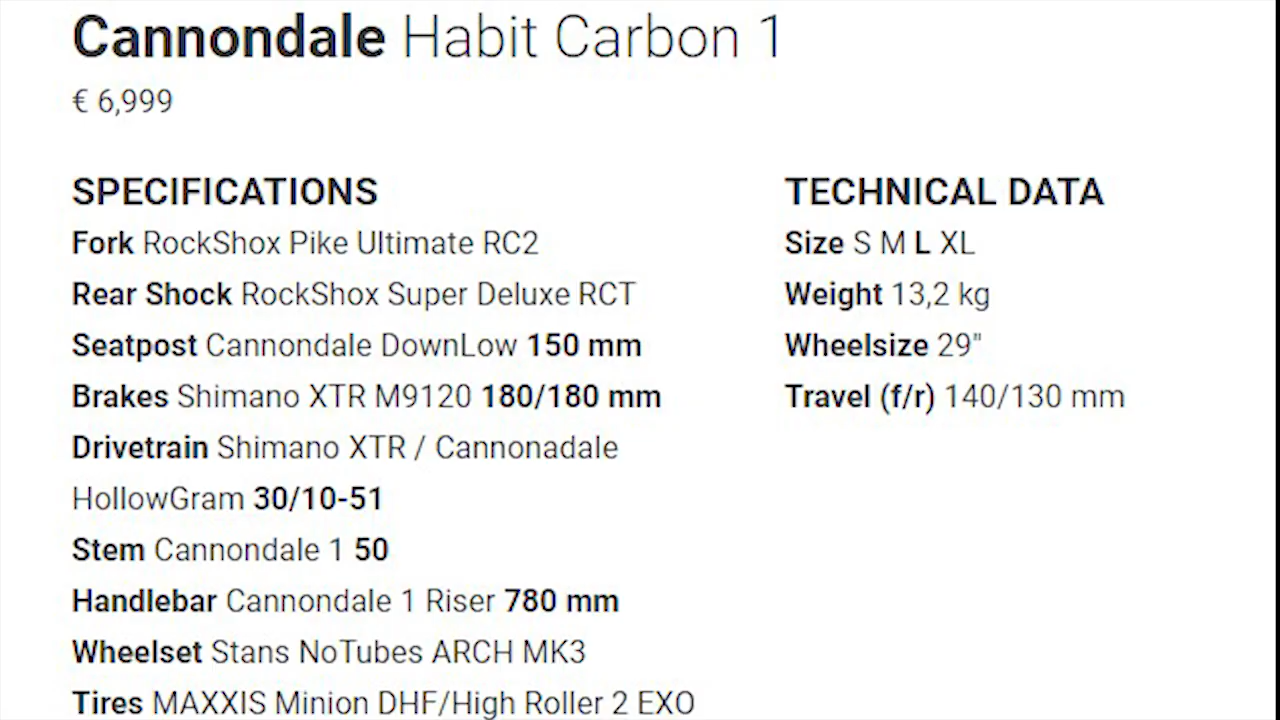 Cannondale Habit Carbon 1
€ 6,999
SPECIFICATIONS
Fork RockShox Pike Ultimate RC2
Rear Shock RockShox Super Deluxe RCT
Seatpost Cannondale DownLow 150 mm
Brakes Shimano XTR M9120 180/180 mm
Drivetrain Shimano XTR / Cannonadale
HollowGram 30/10-51
Stem Cannondale 1 50
Handlebar Cannondale 1 Riser 780 mm
Wheelset Stans NoTubes ARCH MK3
Tires MAXXIS Minion DHF/High Roller 2 EXO
TECHNICAL DATA
Size S M L XL
Weight 13,2 kg
Wheelsize 29"
Travel (f/r) 140/130 mm